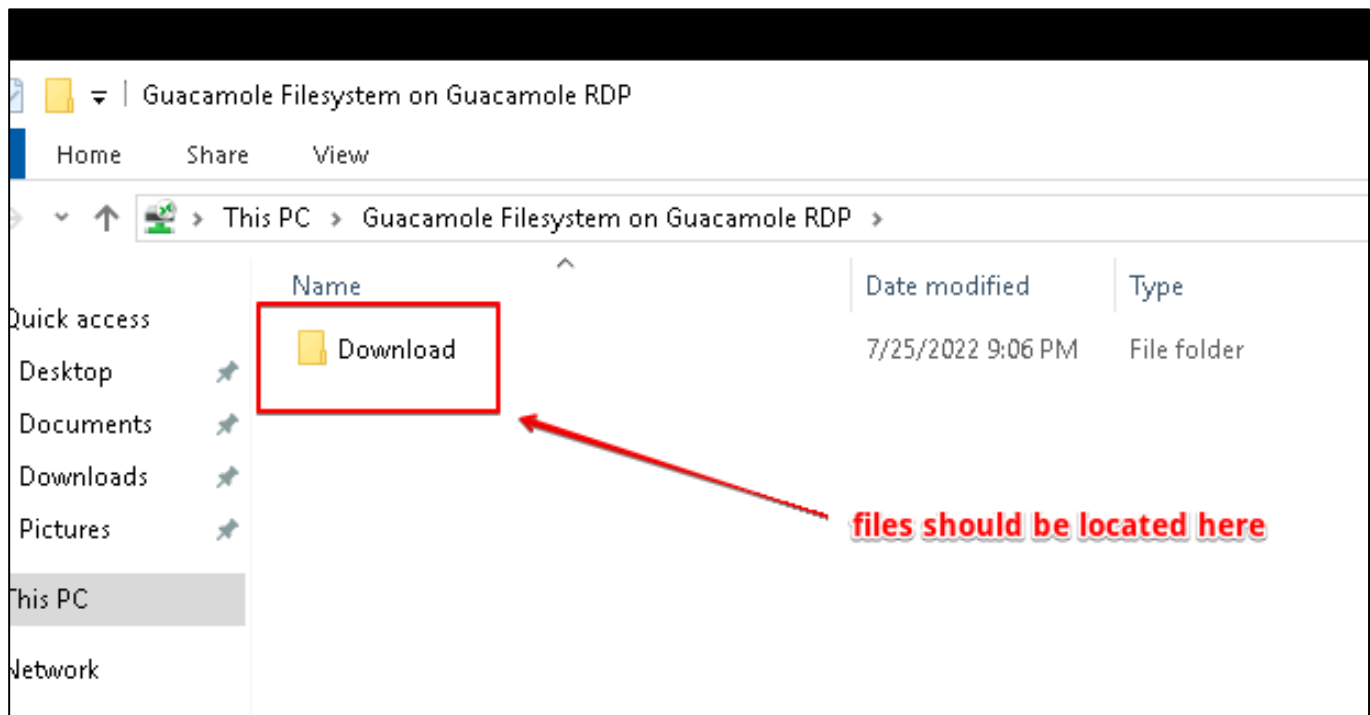 Guacamole Filesystem on Guacamole RDP
Home Share View
This PC > Guacamole Filesystem on Guacamole RDP >
Name Date modified Type
Quick access
Download 7/25/2022 9:06 PM File folder
Desktop
Documents
Downloads
Pictures
files should be located here
This PC
Network